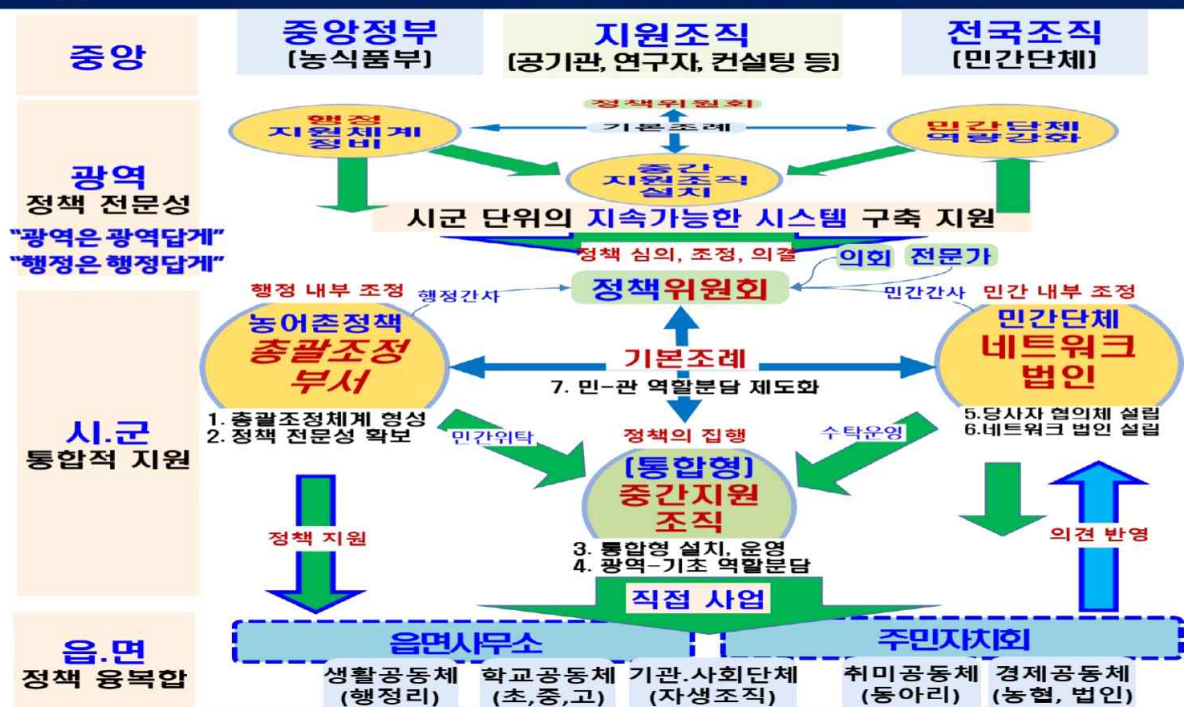 중앙
중앙정부
(농식품부)
지원조직
(공기관, 연구자, 컨설팅 등)
전국조직
(민간단체)
광역
정책 전문성
"광역은 광역답게"
"행정은 행정답게"
행정
지원체계
정비
정책위원회
기본조례
중간
지원조직
설치
민간단체
역량강화
시군 단위의 지속가능한 시스템 구축 지원
시.군
통합적 지원
정책 심의, 조정, 의결
정책위원회
의회
전문가
행정 내부 조정
행정간사
민간간사
민간 내부 조정
농어촌정책
총괄조정
부서
기본조례
7. 민-관 역할분담 제도화
민간단체
네트워크
법인
1. 총괄조정체계 형성
2. 정책 전문성 확보
5.당사자 협의체 설립
6.네트워크 법인 설립
민간위탁
정책의 집행
수탁운영
(통합형)
중간지원
조직
3. 통합형 설치, 운영
4. 광역-기초 역할분담
정책 지원
직접 사업
의견 반영
읍.면
정책 융복합
읍면사무소
주민자치회
생활공동체
(행정리)
학교공동체
(초,중,고)
기관.사회단체
(자생조직)
취미공동체
(동아리)
경제공동체
(농협, 법인)